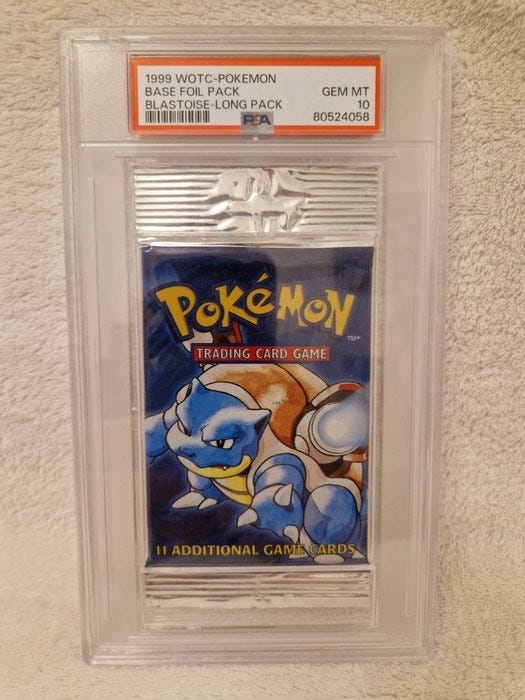 1999 WOTC-POKEMON
BASE FOIL PACK GEM MT
BLASTOISE-LONG PACK 10
PSA 80524058
POKéMON
TM
TRADING CARD GAME
11 ADDITIONAL GAME CARDS